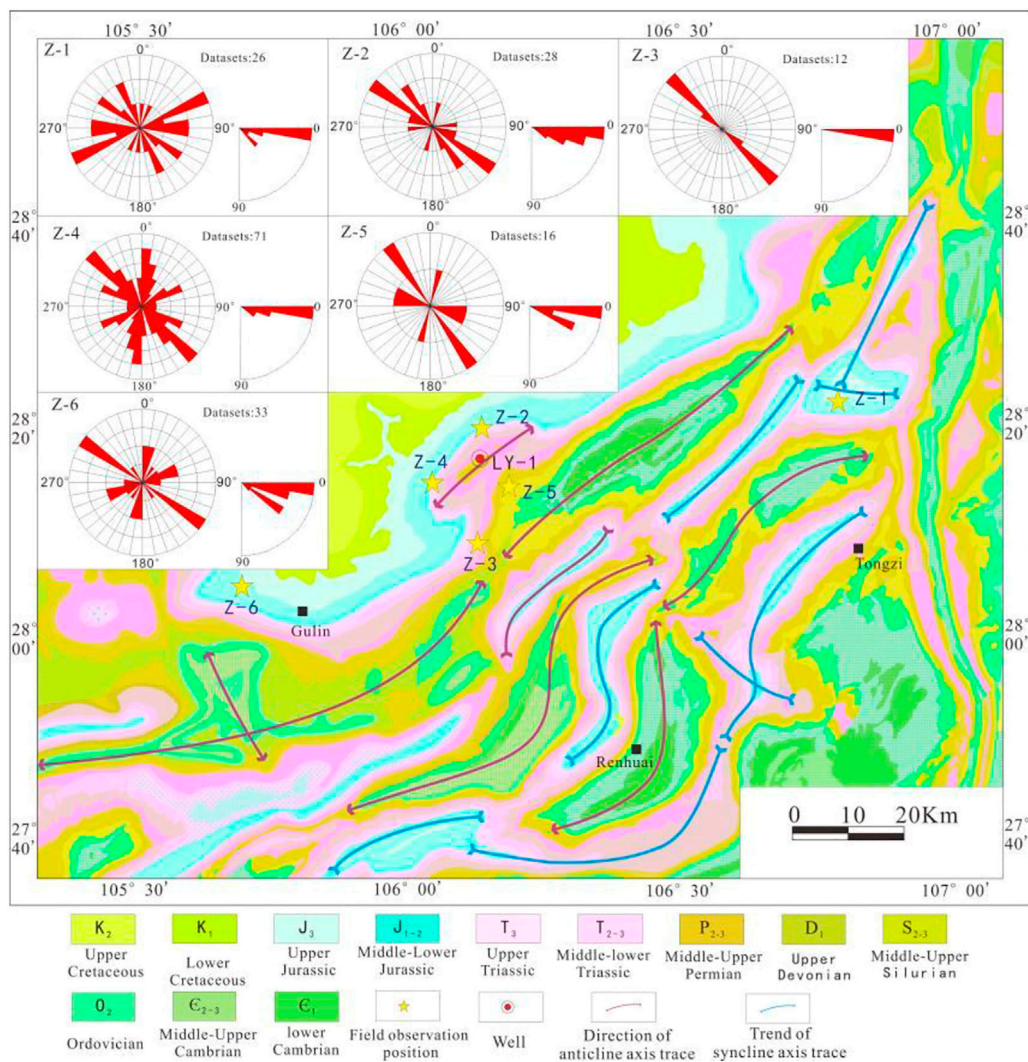 105° 30' 106° 00' 106° 30' 107° 00'
Z-1 0° Datasets:26
270° 90° 0
180° 90
Z-2 0° Datasets:28
270° 90° 0
180° 90
Z-3 0° Datasets:12
270° 90° 0
180° 90
28° 40' 28° 40'
Z-4 0° Datasets:71
270° 90° 0
180° 90
Z-5 0° Datasets:16
270° 90° 0
180° 90
28° 20' 28° 20'
Z-6 0° Datasets:33
270° 90° 0
180° 90
Z-1
Z-2
Z-4 LY-1
Z-5
Z-3
Tongzi
Z-6
Gulin
28° 00' 28° 00'
Renhuai
0 10 20Km
27° 40' 27° 40'
105° 30' 106° 00' 106° 30' 107° 00'
K₂ K₁ J₃ J₁₋₂ T₃ T₂₋₃ P₂₋₃ D₁ S₂₋₃
Upper Cretaceous
Lower Cretaceous
Upper Jurassic
Middle-Lower Jurassic
Upper Triassic
Middle-lower Triassic
Middle-Upper Permian
Upper Devonian
Middle-Upper Silurian
O₂ Є₂₋₃ Є₁
Ordovician
Middle-Upper Cambrian
lower Cambrian
Field observation position
Well
Direction of anticline axis trace
Trend of syncline axis trace